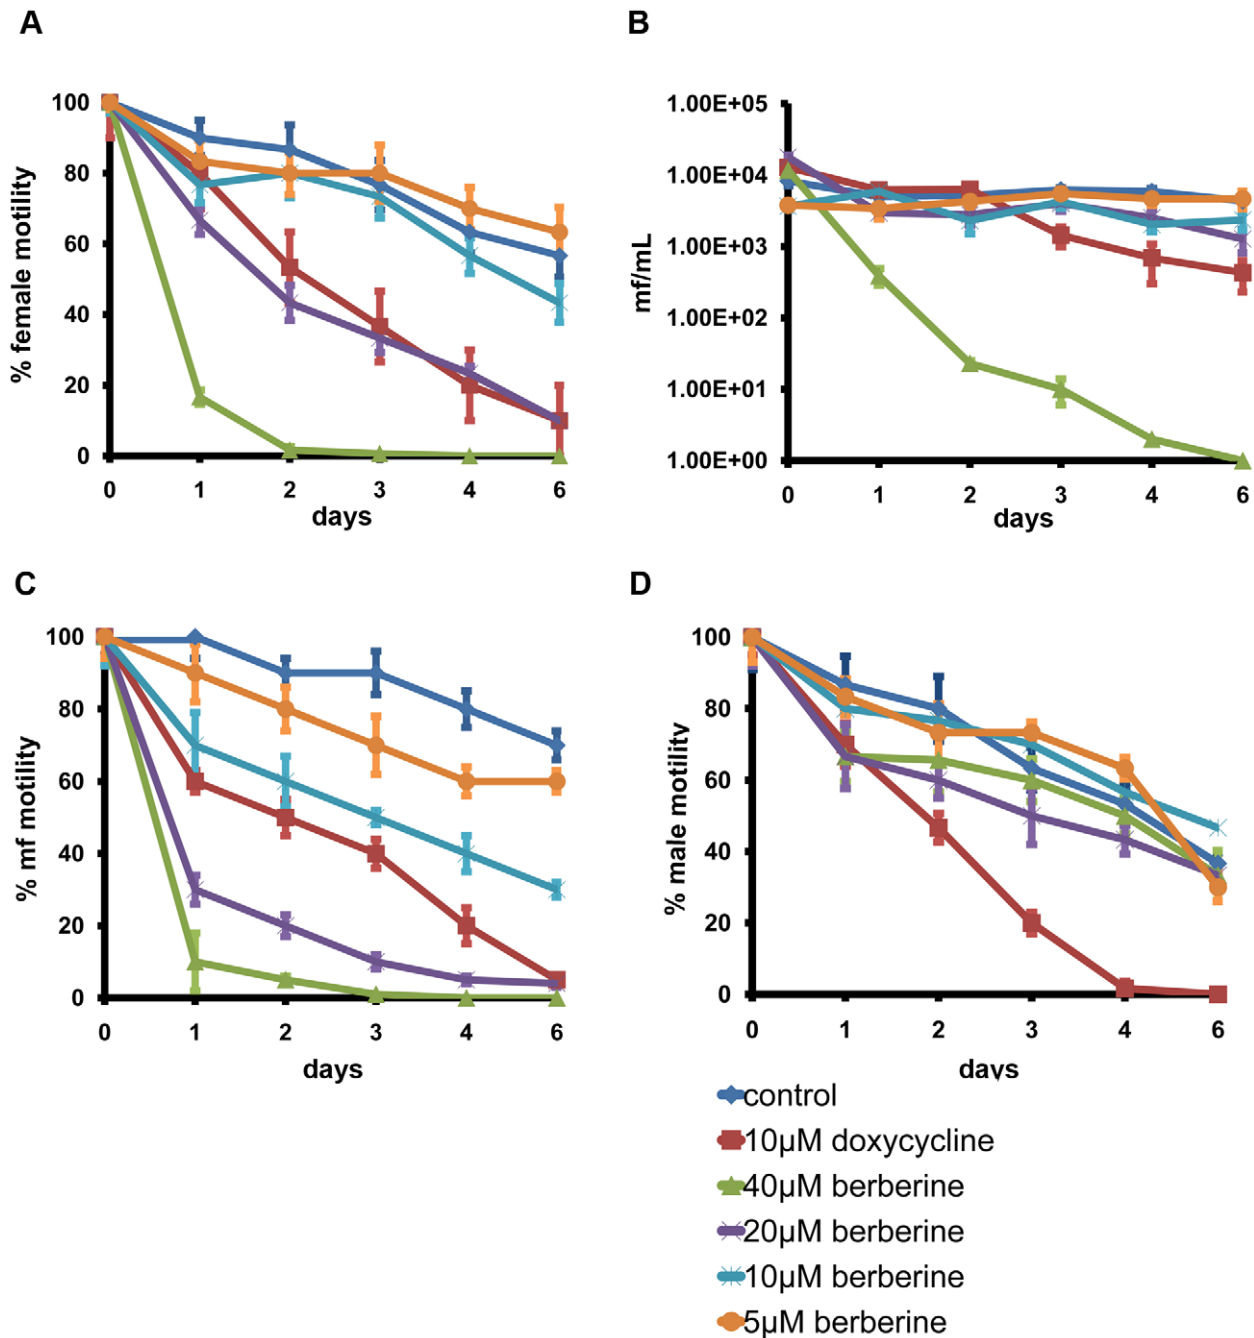 A
% female motility
100
80
60
40
20
0
0 1 2 3 4 6
days
B
mf/mL
1.00E+05
1.00E+04
1.00E+03
1.00E+02
1.00E+01
1.00E+00
0 1 2 3 4 6
days
C
% mf motility
100
80
60
40
20
0
0 1 2 3 4 6
days
D
% male motility
100
80
60
40
20
0
0 1 2 3 4 6
days
control
10µM doxycycline
40µM berberine
20µM berberine
10µM berberine
5µM berberine